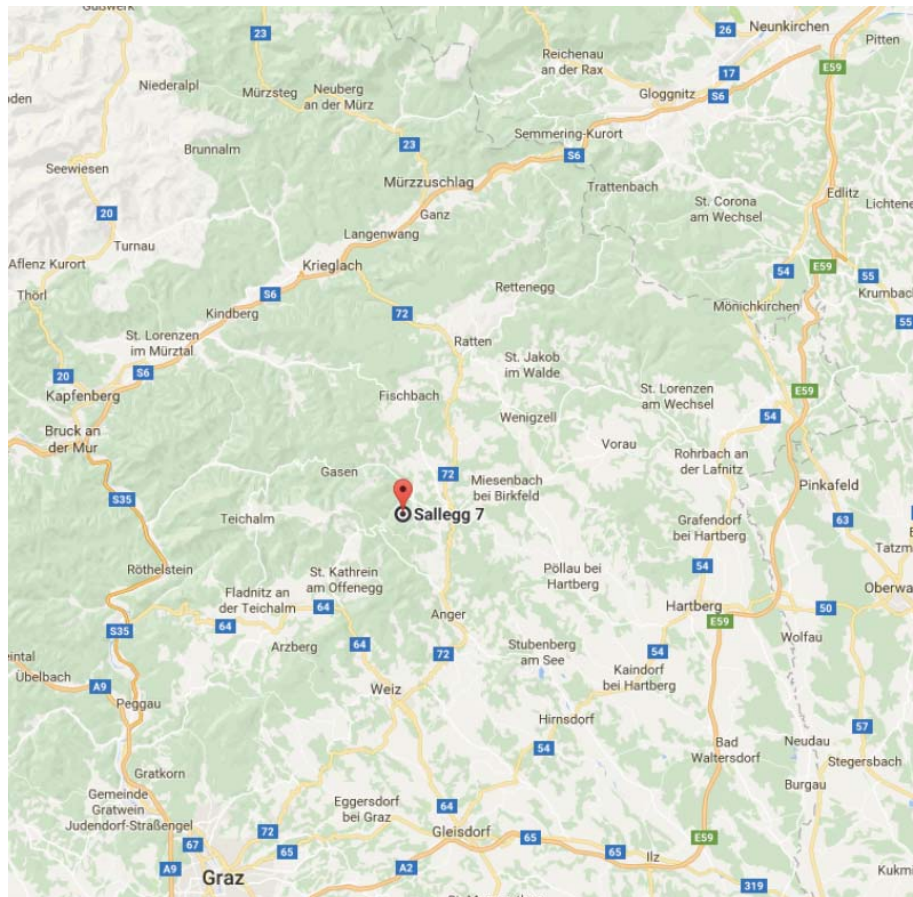 Gußwerk
23
26
Neunkirchen
Pitten
Reichenau
an der Rax
17
E59
Niederalpl
Mürzsteg
Neuberg
an der Mürz
Gloggnitz
S6
Brunnalm
23
Semmering-Kurort
S6
Seewiesen
Mürzzuschlag
Trattenbach
St. Corona
am Wechsel
Edlitz
20
Ganz
Turnau
Langenwang
Aflenz Kurort
Krieglach
54
E59
55
Thörl
S6
Rettenegg
Krumbach
Kindberg
72
Mönichkirchen
55
St. Lorenzen
im Mürztal
Ratten
St. Jakob
im Walde
S6
20
Kapfenberg
Fischbach
St. Lorenzen
am Wechsel
E59
Wenigzell
54
Bruck an
der Mur
Vorau
Rohrbach an
der Lafnitz
Gasen
72
Miesenbach
bei Birkfeld
Pinkafeld
S35
Sallegg 7
Teichalm
Grafendorf
bei Hartberg
63
Röthelstein
St. Kathrein
am Offenegg
Pöllau bei
Hartberg
54
Fladnitz an
der Teichalm
64
Anger
Hartberg
50
S35
64
64
E59
Arzberg
72
Stubenberg
am See
54
Wolfau
Übelbach
A9
Kaindorf
bei Hartberg
Peggau
Weiz
Hirnsdorf
57
54
Bad
Waltersdorf
Neudau
Stegersbach
Gratkorn
Burgau
Gemeinde
Gratwein
Judendorf-Straßengel
Eggersdorf
bei Graz
64
72
Gleisdorf
67
65
65
65
E59
A9
Graz
A2
Ilz
319